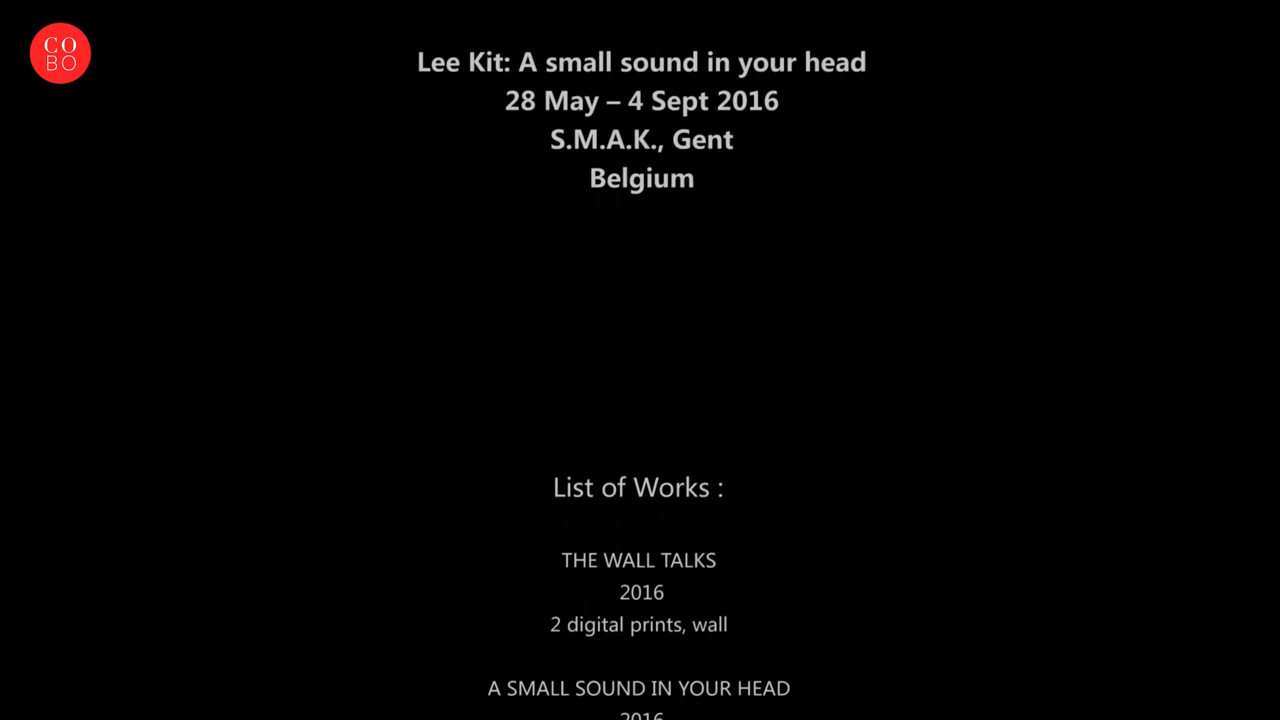 CO
BO
Lee Kit: A small sound in your head
28 May – 4 Sept 2016
S.M.A.K., Gent
Belgium
List of Works :
THE WALL TALKS
2016
2 digital prints, wall
A SMALL SOUND IN YOUR HEAD
2016